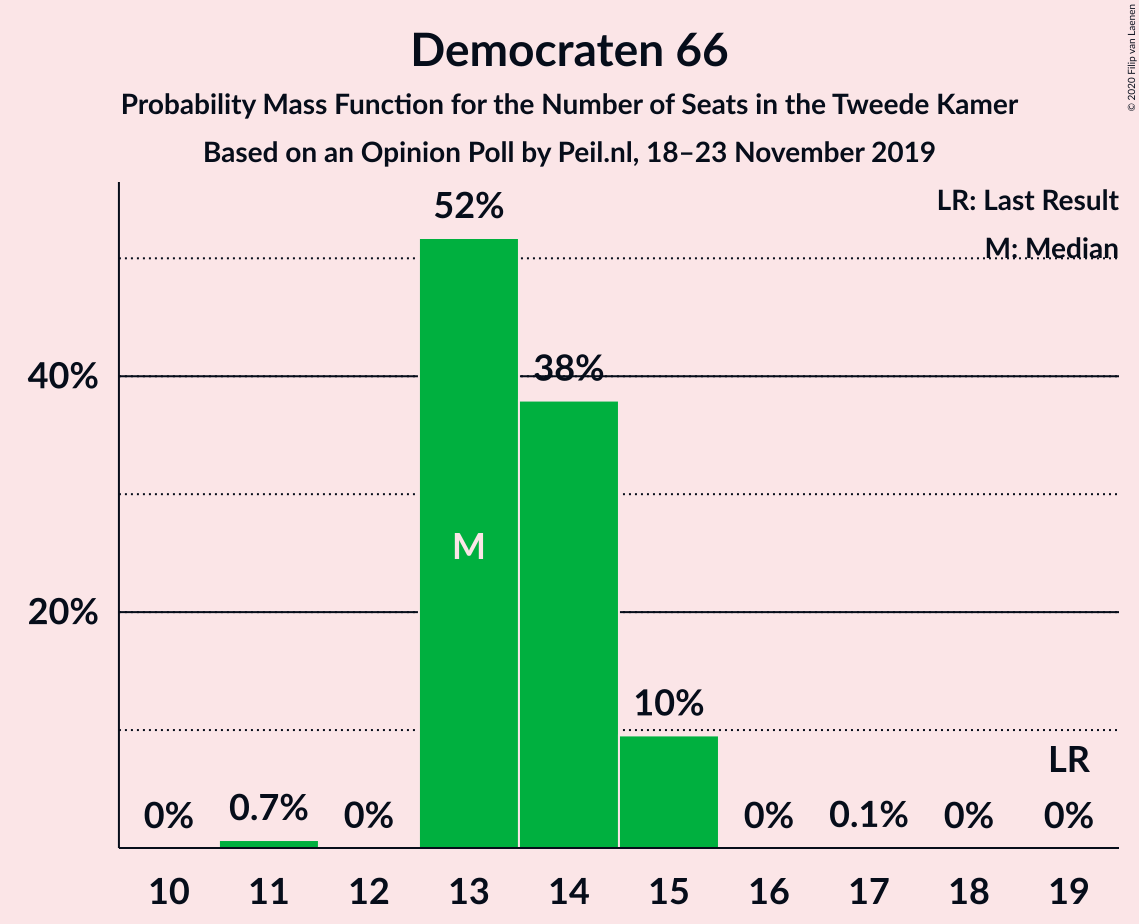 Democraten 66
Probability Mass Function for the Number of Seats in the Tweede Kamer
Based on an Opinion Poll by Peil.nl, 18–23 November 2019
© 2020 Filip van Laenen
LR: Last Result
M: Median
40%
20%
0%
0.7%
0%
52%
38%
10%
0%
0.1%
0%
0%
M
LR
10 11 12 13 14 15 16 17 18 19